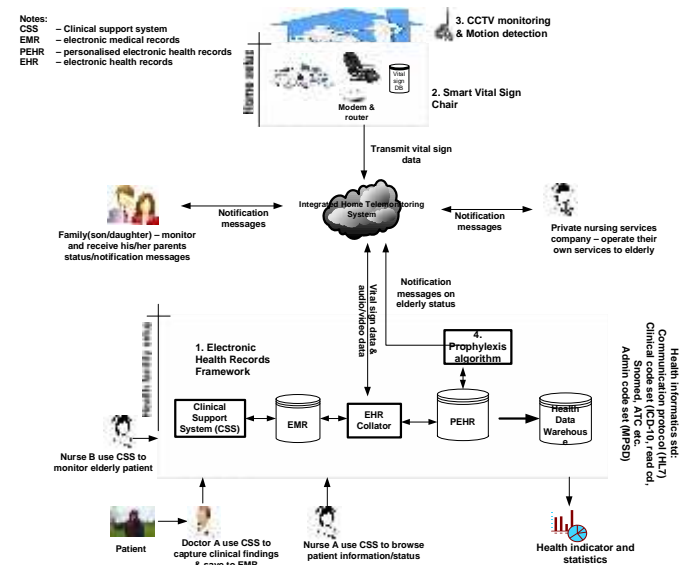 Notes:
CSS – Clinical support system
EMR – electronic medical records
PEHR – personalised electronic health records
EHR – electronic health records
3. CCTV monitoring
& Motion detection
Home setup
Vital
sign
DB
Modem &
router
2. Smart Vital Sign
Chair
Transmit vital sign
data
Integrated Home Telemonitoring
System
Notification
messages
Notification
messages
Family(son/daughter) – monitor
and receive his/her parents
status/notification messages
Private nursing services
company – operate their
own services to elderly
Vital sign data &
audio/video data
Notification
messages on
elderly status
Health facility setup
1. Electronic
Health Records
Framework
4.
Prophylexis
algorithm
Clinical
Support
System (CSS)
EMR
EHR
Collator
PEHR
Health
Data
Warehous
e
Health informatics std:
Communication protocol (HL7)
Clinical code set (ICD-10, read cd,
Snomed, ATC etc.
Admin code set (MPSD)
Nurse B use CSS to
monitor elderly patient
Patient
Doctor A use CSS to
capture clinical findings
& save to EMR
Nurse A use CSS to browse
patient information/status
Health indicator and
statistics